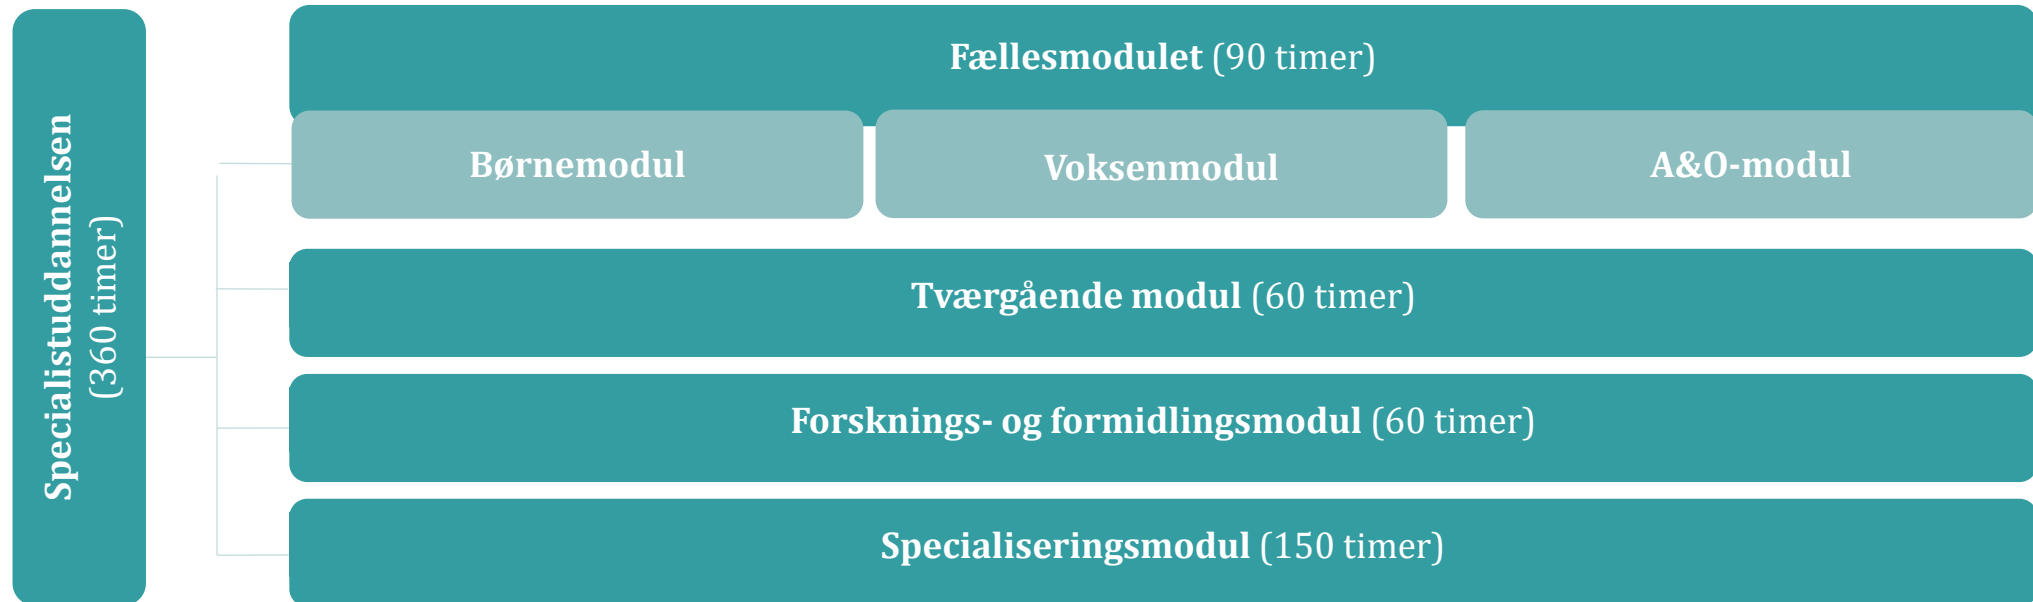 Specialistuddannelsen
(360 timer)
Fællesmodulet (90 timer)
Børnemodul
Voksenmodul
A&O-modul
Tværgående modul (60 timer)
Forsknings- og formidlingsmodul (60 timer)
Specialiseringsmodul (150 timer)